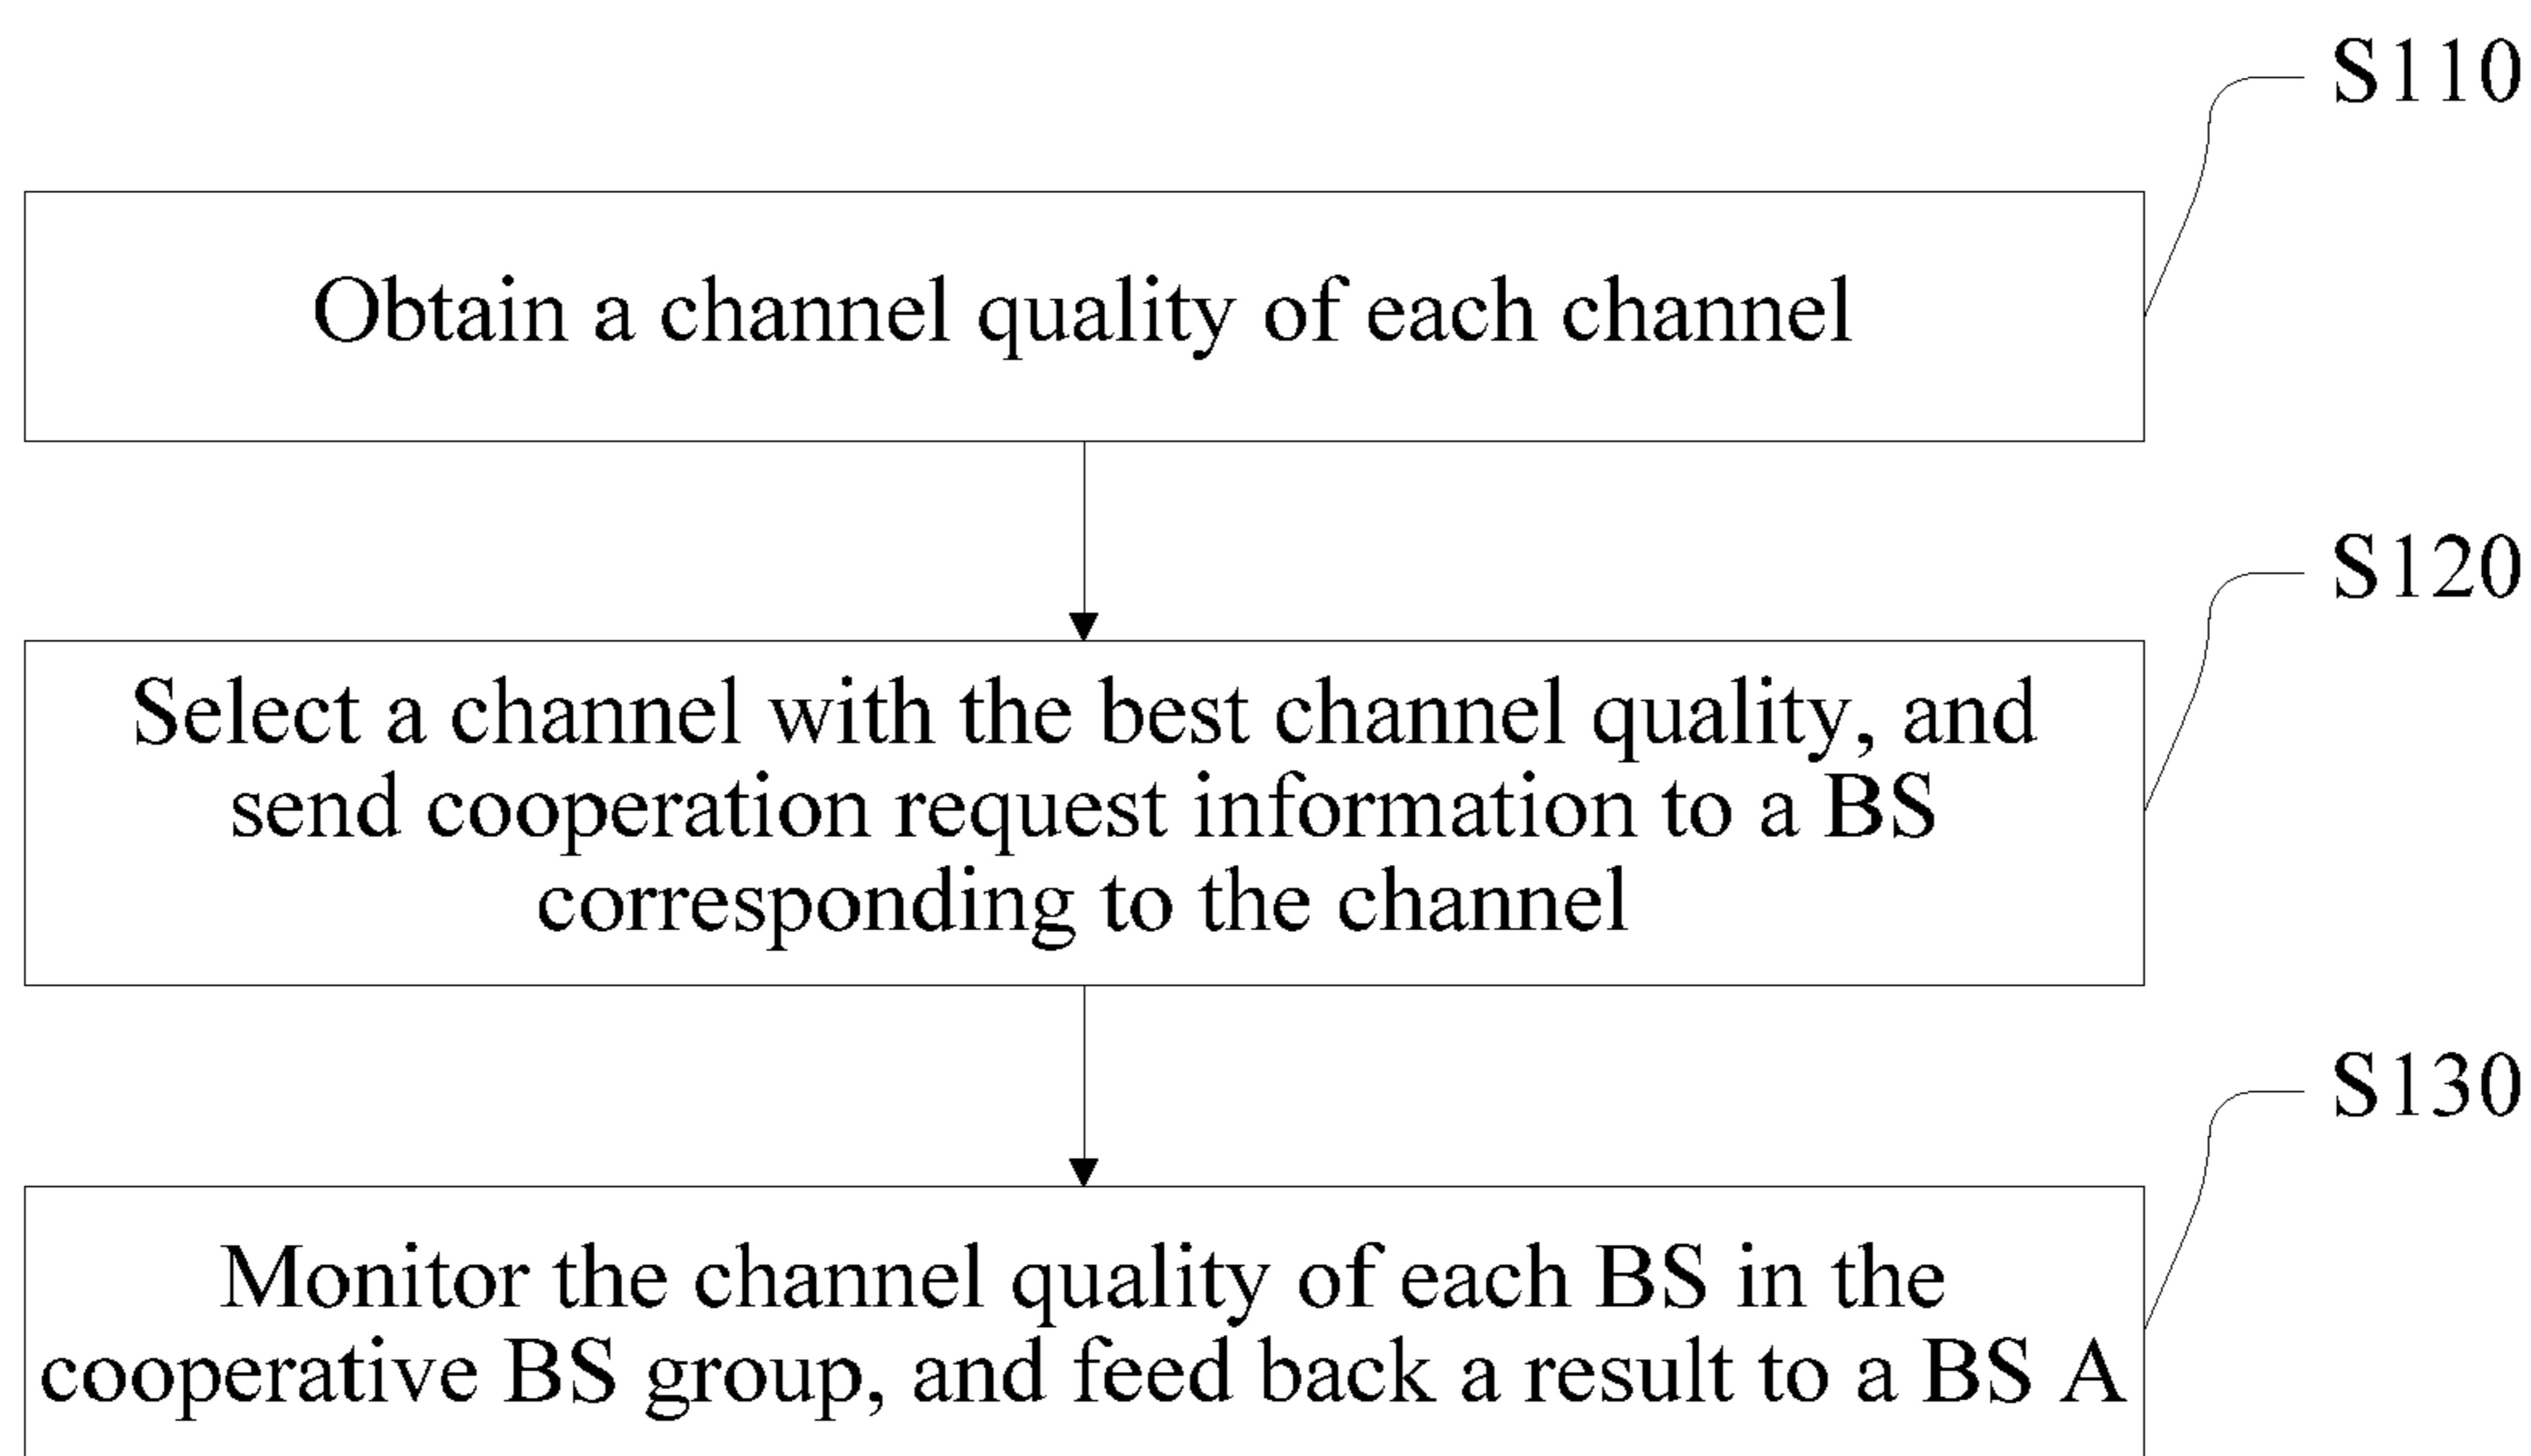 S110
Obtain a channel quality of each channel
S120
Select a channel with the best channel quality, and
send cooperation request information to a BS
corresponding to the channel
S130
Monitor the channel quality of each BS in the
cooperative BS group, and feed back a result to a BS A